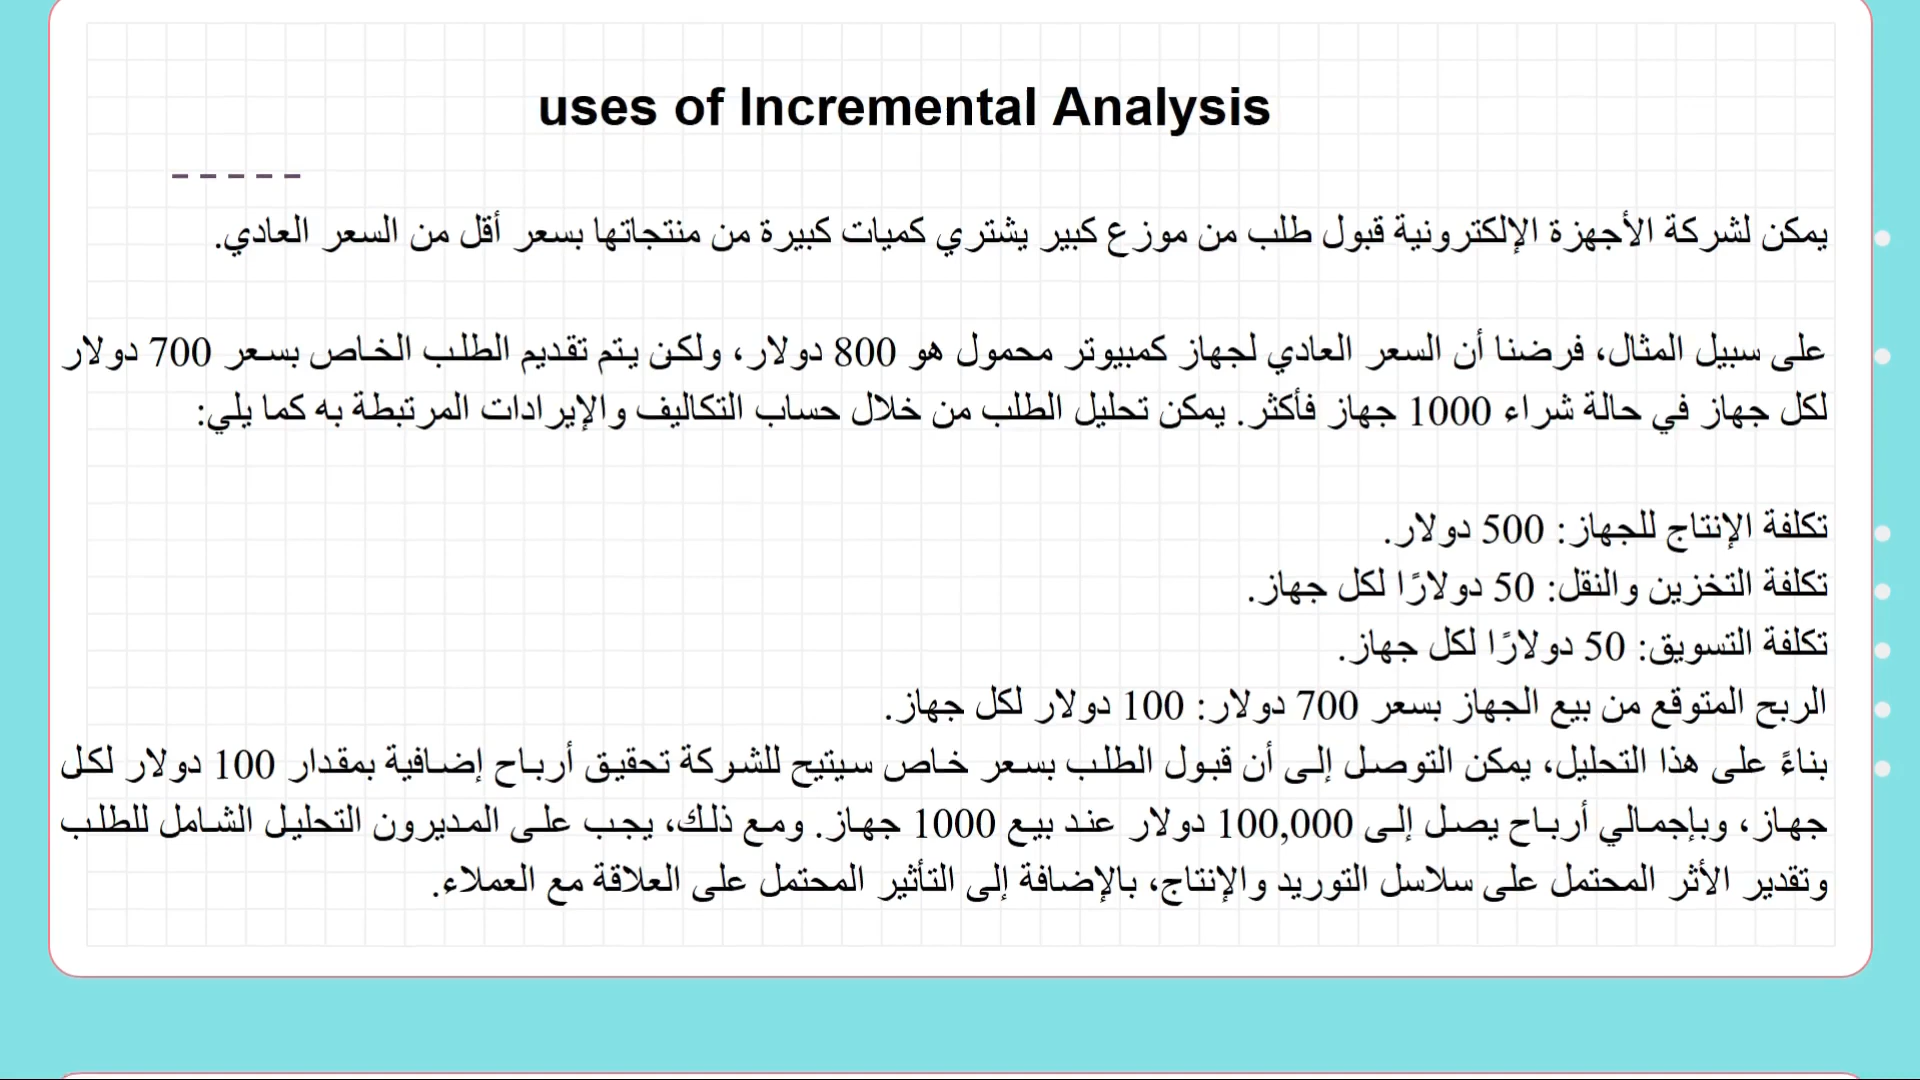 uses of Incremental Analysis
يمكن لشركة الأجهزة الإلكترونية قبول طلب من موزع كبير يشتري كميات كبيرة من منتجاتها بسعر أقل من السعر العادي.
على سبيل المثال، فرضنا أن السعر العادي لجهاز كمبيوتر محمول هو 800 دولار، ولكن يتم تقديم الطلب الخاص بسعر 700 دولار
لكل جهاز في حالة شراء 1000 جهاز فأكثر. يمكن تحليل الطلب من خلال حساب التكاليف والإيرادات المرتبطة به كما يلي:
تكلفة الإنتاج للجهاز: 500 دولار.
تكلفة التخزين والنقل: 50 دولارًا لكل جهاز.
تكلفة التسويق: 50 دولارًا لكل جهاز.
الربح المتوقع من بيع الجهاز بسعر 700 دولار: 100 دولار لكل جهاز.
بناءً على هذا التحليل، يمكن التوصل إلى أن قبول الطلب بسعر خاص سيتيح للشركة تحقيق أرباح إضافية بمقدار 100 دولار لكل
جهاز، وبإجمالي أرباح يصل إلى 100,000 دولار عند بيع 1000 جهاز. ومع ذلك، يجب على المديرون التحليل الشامل للطلب
وتقدير الأثر المحتمل على سلاسل التوريد والإنتاج، بالإضافة إلى التأثير المحتمل على العلاقة مع العملاء.